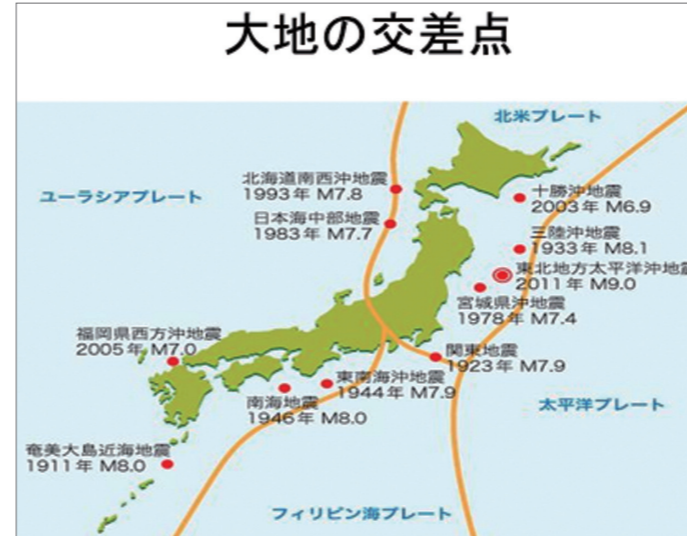 大地の交差点
北米プレート
ユーラシアプレート
北海道南西沖地震
1993年 M7.8
日本海中部地震
1983年 M7.7
十勝沖地震
2003年 M6.9
三陸沖地震
1933年 M8.1
東北地方太平洋沖地震
2011年 M9.0
宮城県沖地震
1978年 M7.4
福岡県西方沖地震
2005年 M7.0
関東地震
1923年 M7.9
東南海沖地震
1944年 M7.9
南海地震
1946年 M8.0
太平洋プレート
奄美大島近海地震
1911年 M8.0
フィリピン海プレート